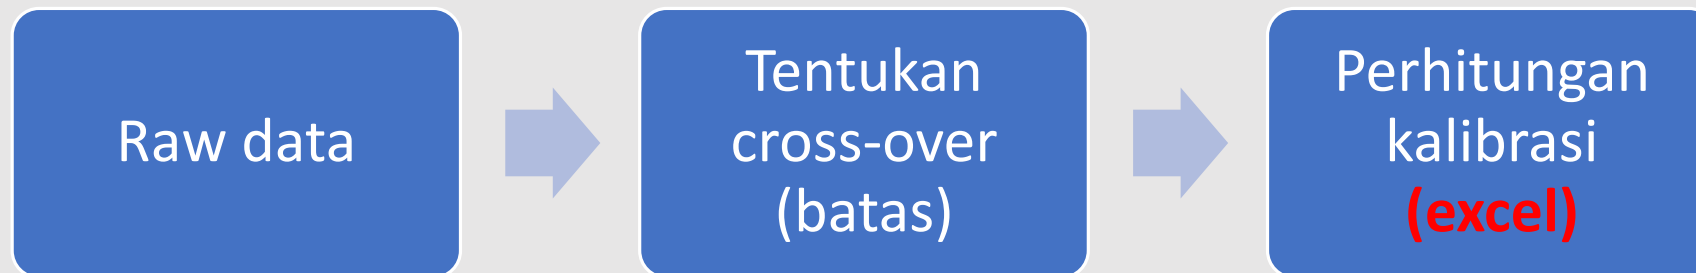 Raw data
Tentukan
cross-over
(batas)
Perhitungan
kalibrasi
(excel)